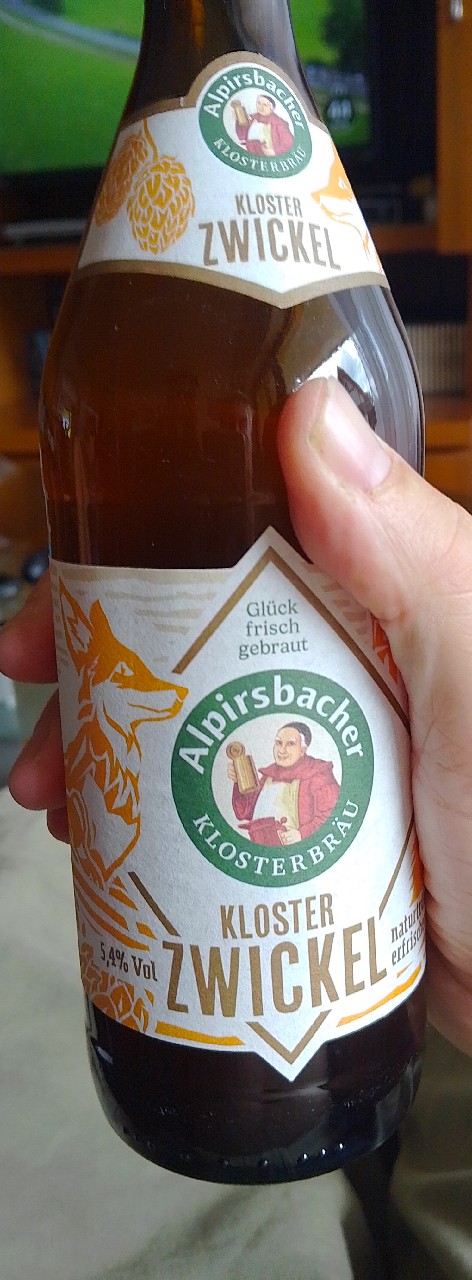 Alpirsbacher
KLOSTERBRÄU
KLOSTER
ZWICKEL
Glück
frisch
gebraut
Alpirsbacher
KLOSTERBRÄU
KLOSTER
ZWICKEL
5,4% Vol